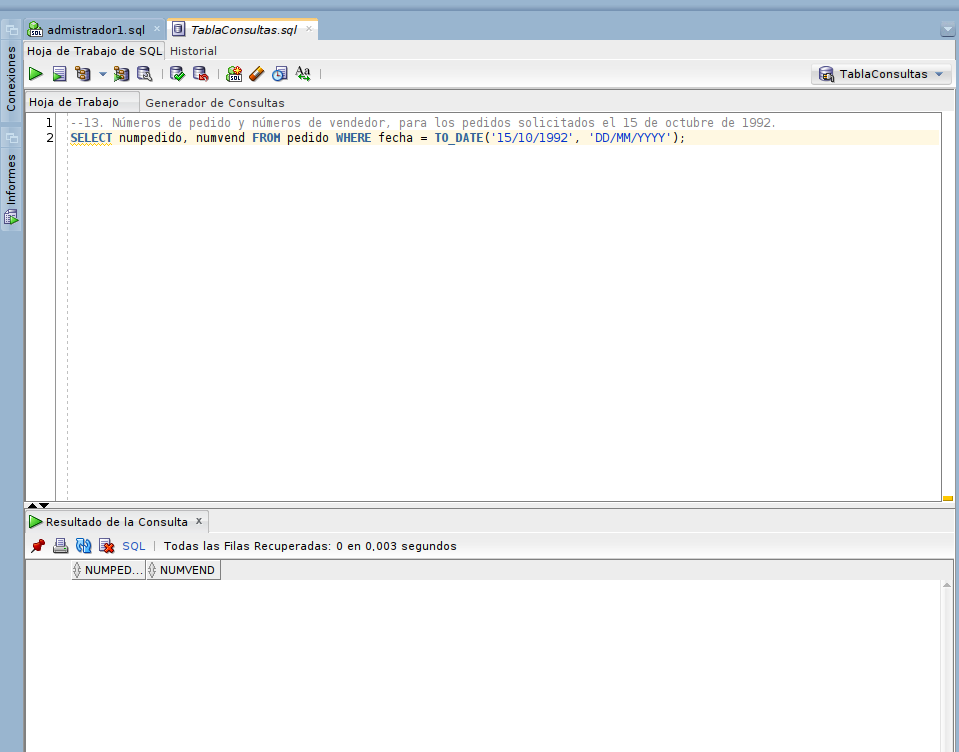 admistrador1.sql
TablaConsultas.sql
Hoja de Trabajo de SQL Historial
Conexiones
Informes
TablaConsultas
Hoja de Trabajo Generador de Consultas
1 --13. Números de pedido y números de vendedor, para los pedidos solicitados el 15 de octubre de 1992.
2 SELECT numpedido, numvend FROM pedido WHERE fecha = TO_DATE('15/10/1992', 'DD/MM/YYYY');
Resultado de la Consulta x
SQL | Todas las Filas Recuperadas: 0 en 0,003 segundos
NUMPED... NUMVEND